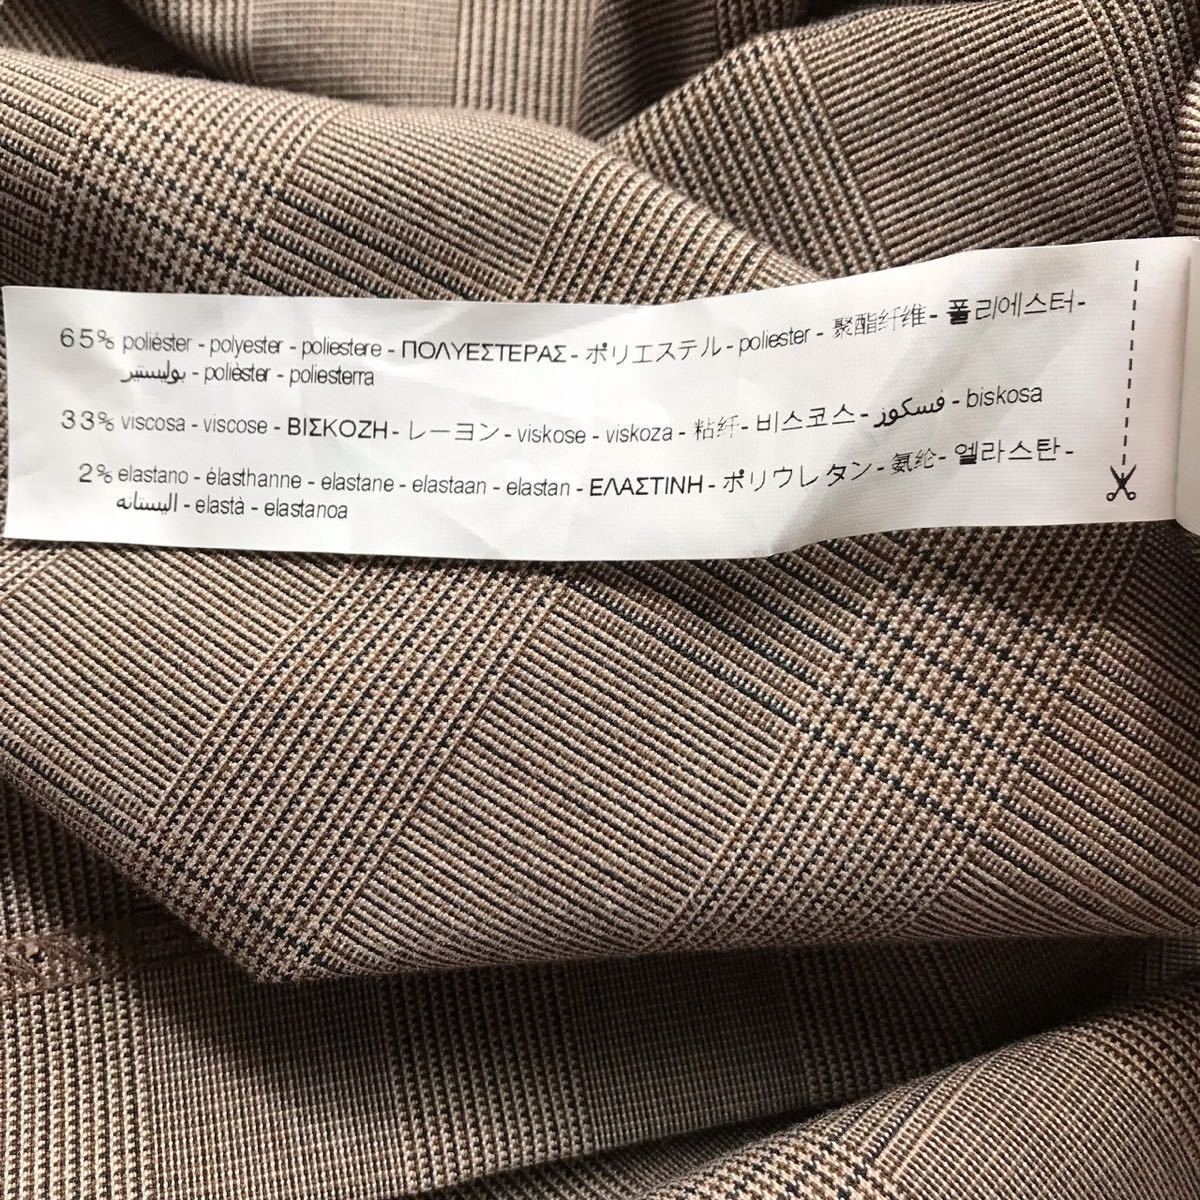 65% poliéster - polyester - poliestere - ΠΟΛΥΕΣΤΕΡΑΣ - ポリエステル - poliester - 聚酯纤维 - 폴리에스터 -
بوليستير - polièster - poliesterra
33% viscosa - viscose - ΒΙΣΚΟΖΗ - レーヨン - viskose - viskoza - 粘纤 - 비스코스 - فسكوز - biskosa
2% elastano - élasthanne - elastane - elastaan - elastan - ΕΛΑΣΤΙΝΗ - ポリウレタン - 氨纶 - 엘라스탄 -
اليستانه - elastà - elastanoa